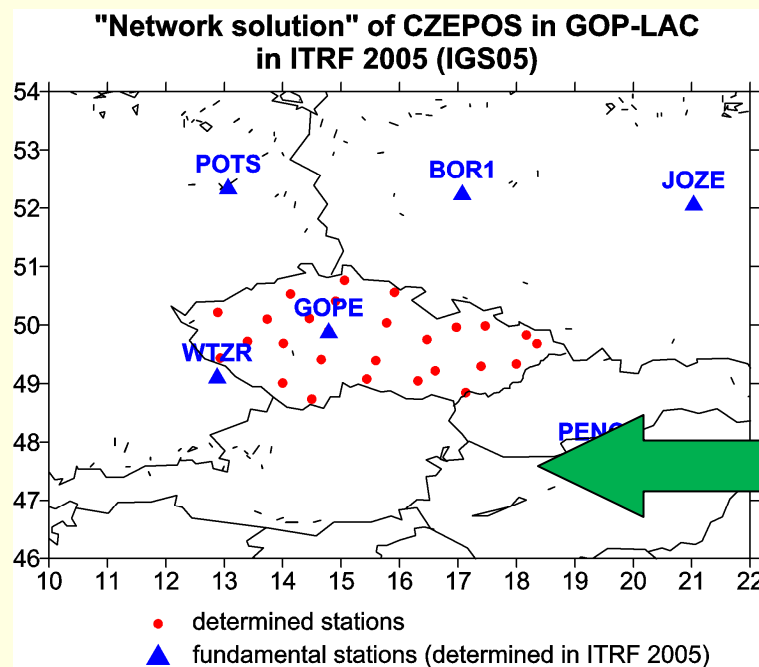 "Network solution" of CZEPOS in GOP-LAC
in ITRF 2005 (IGS05)
54
53
POTS
BOR1
JOZE
52
51
GOPE
50
WTZR
49
48
47
46
10 11 12 13 14 15 16 17 18 19 20 21 22
determined stations
fundamental stations (determined in ITRF 2005)